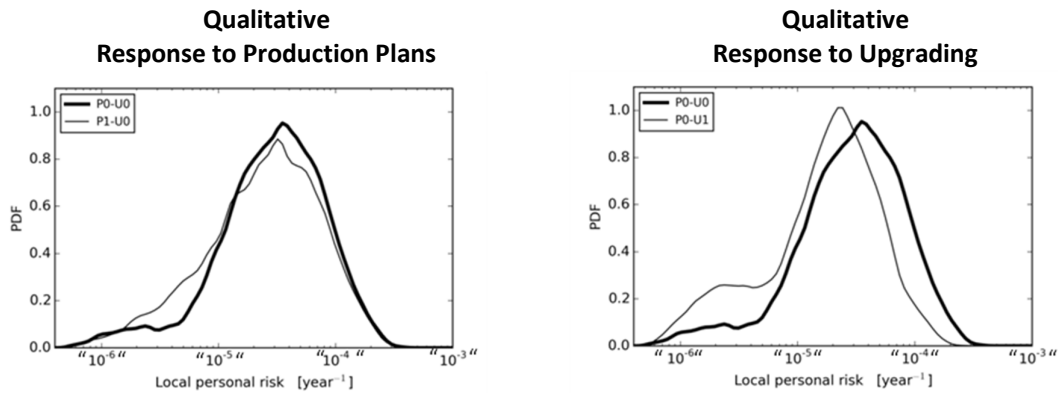 Qualitative
Response to Production Plans
P0-U0
P1-U0
1.0
0.8
0.6
0.4
0.2
0.0
PDF
“10⁻⁶“ “10⁻⁵“ “10⁻⁴“ “10⁻³“
Local personal risk [year⁻¹]
Qualitative
Response to Upgrading
P0-U0
P0-U1
1.0
0.8
0.6
0.4
0.2
0.0
PDF
“10⁻⁶“ “10⁻⁵“ “10⁻⁴“ “10⁻³“
Local personal risk [year⁻¹]